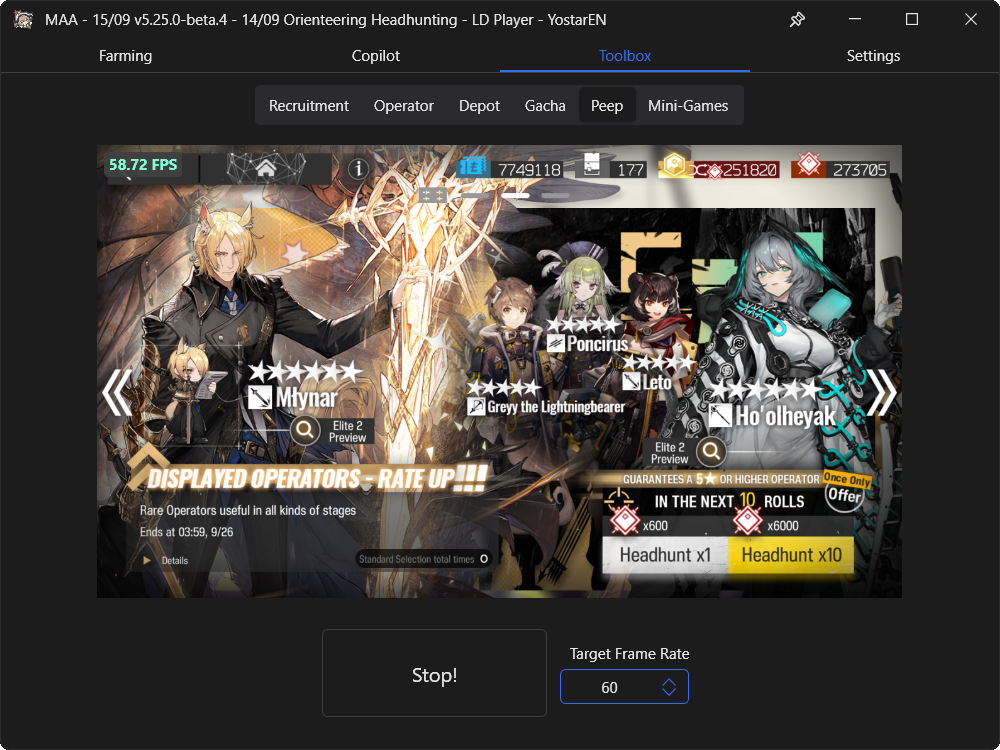 MAA - 15/09 v5.25.0-beta.4 - 14/09 Orienteering Headhunting - LD Player - YostarEN
Farming Copilot Toolbox Settings
Recruitment Operator Depot Gacha Peep Mini-Games
58.72 FPS
7749118 177 251820 273705
Poncirus
Leto
Młynar
Greyy the Lightningbearer
Ho'olheyak
Elite 2
Preview
Elite 2
Preview
DISPLAYED OPERATORS - RATE UP!!!
GUARANTEES A 5★ OR HIGHER OPERATOR
Once Only
Offer
IN THE NEXT 10 ROLLS
Rare Operators useful in all kinds of stages
x600 x6000
Ends at 03:59, 9/26
Details
Standard Selection total times 0
Headhunt x1 Headhunt x10
Stop!
Target Frame Rate
60